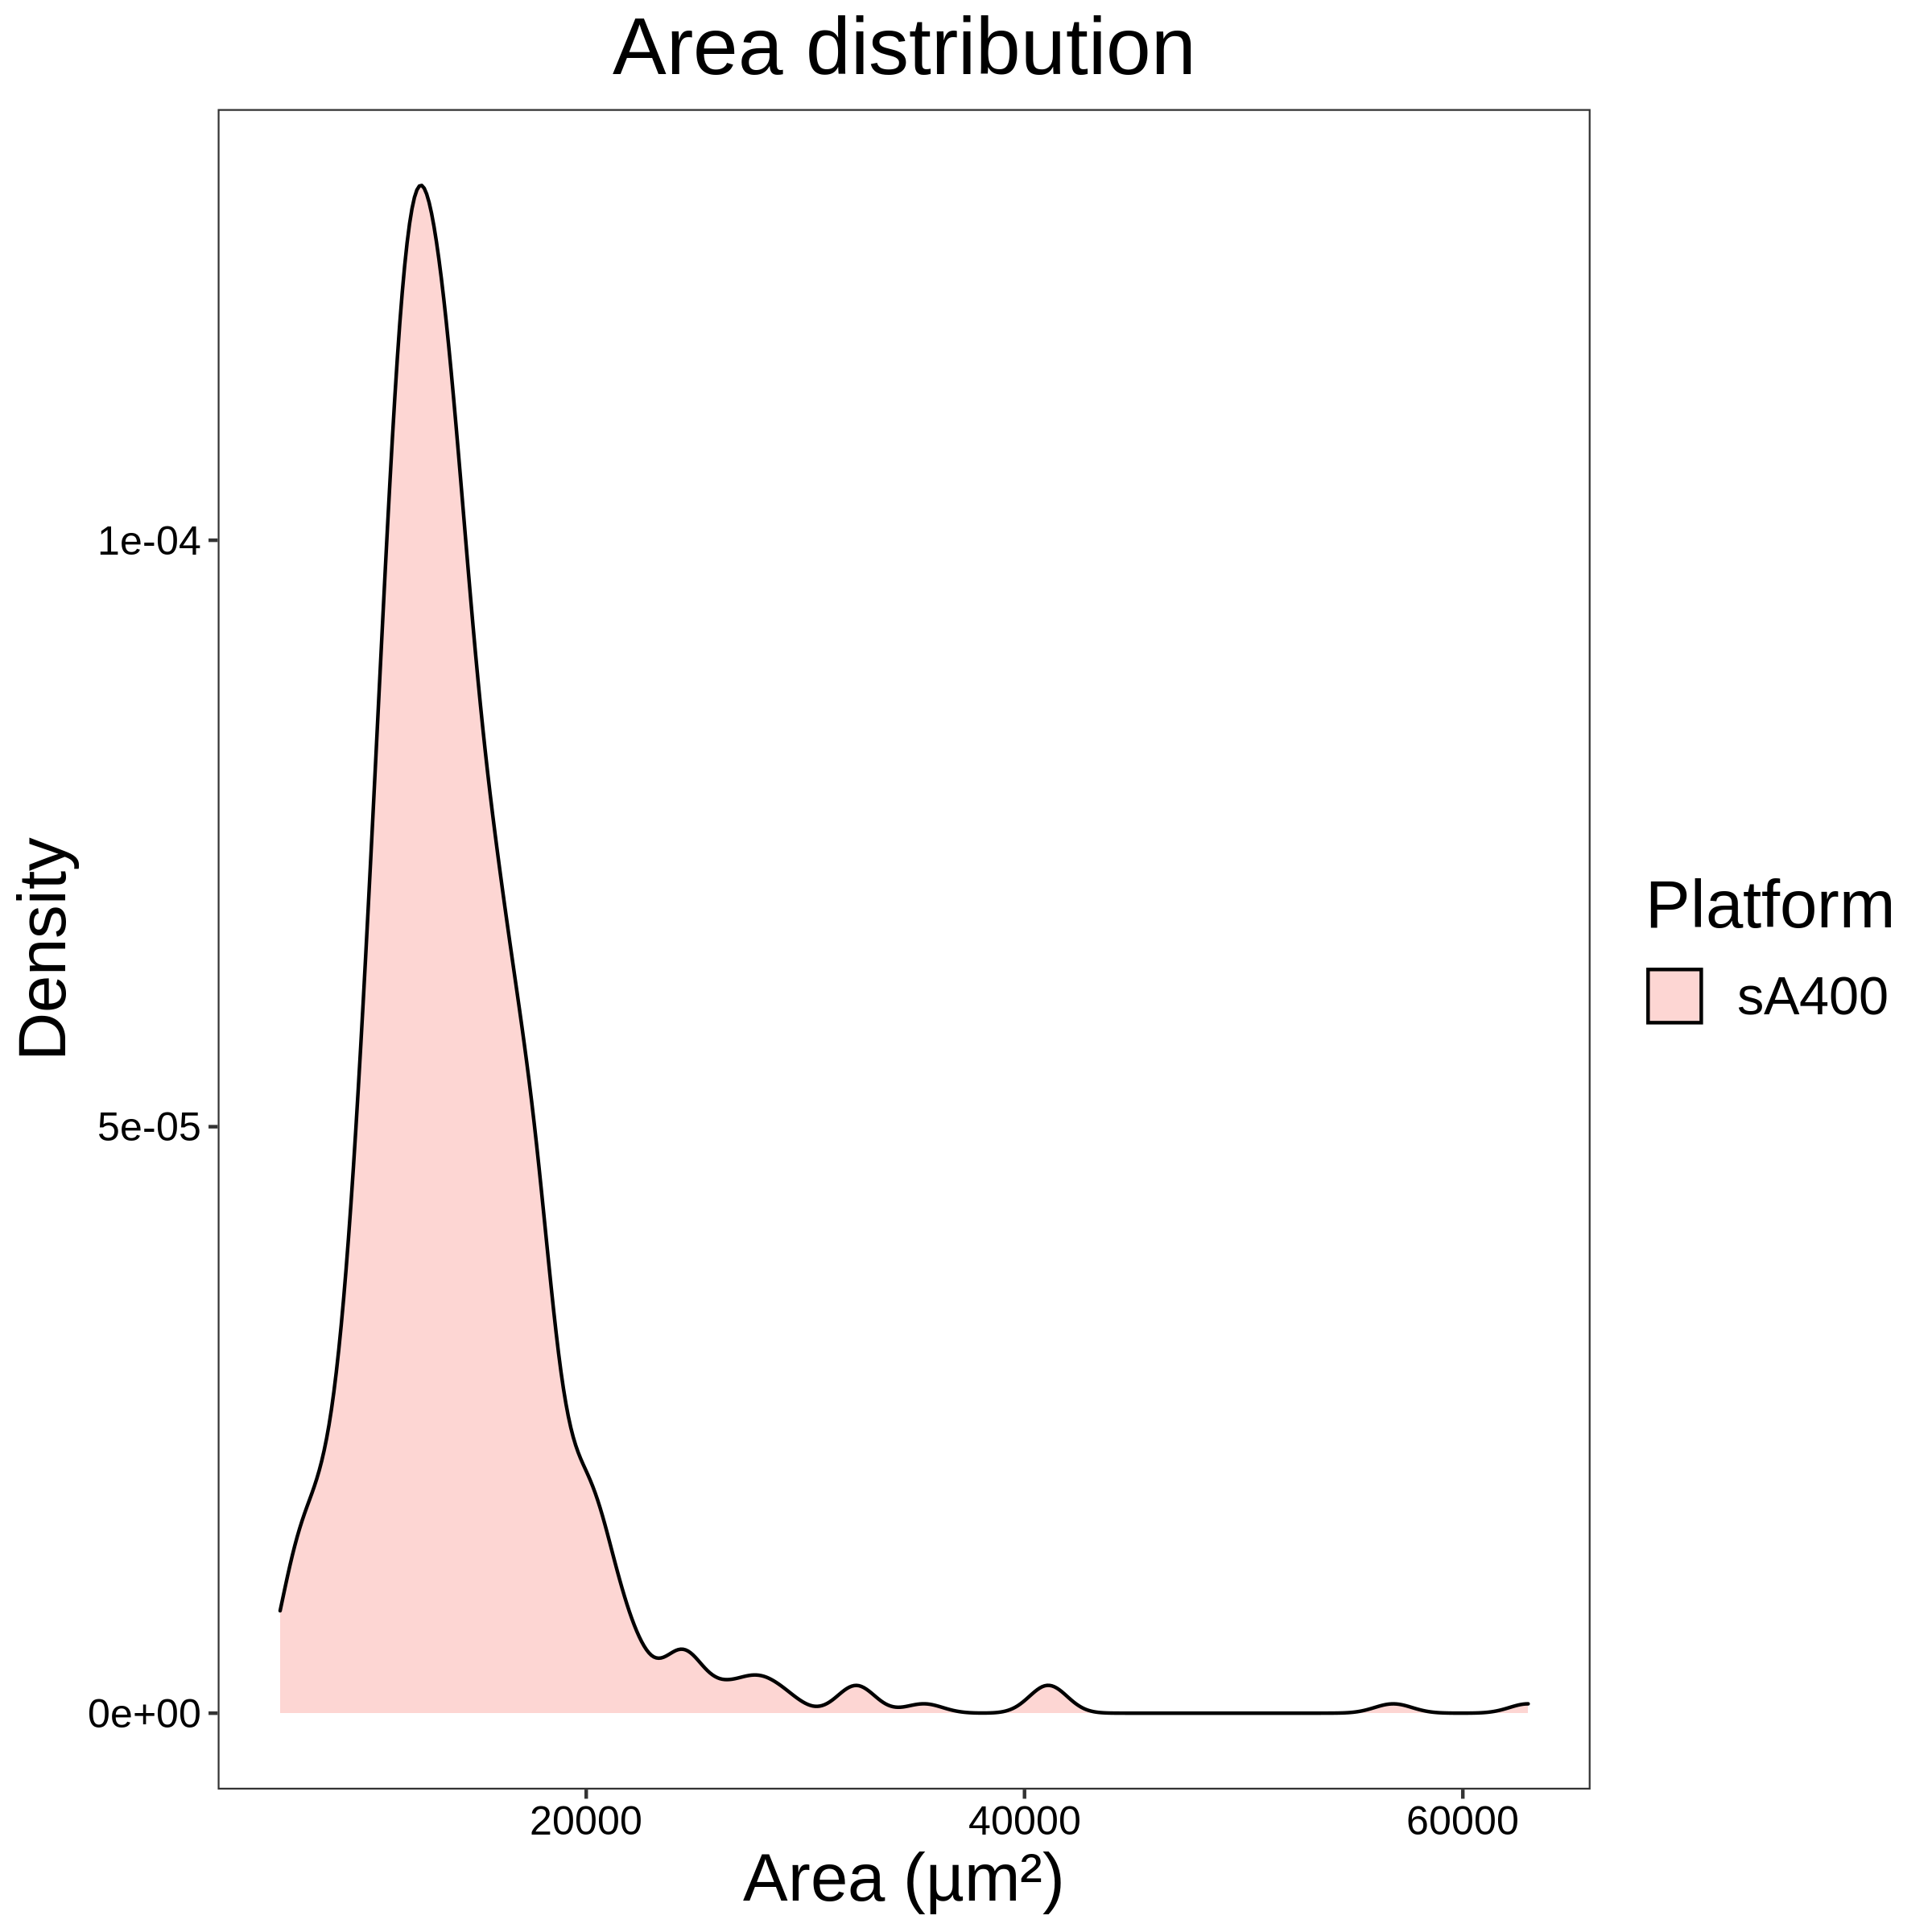 Area distribution
Density
1e-04
5e-05
0e+00
20000 40000 60000
Area (µm²)
Platform
sA400